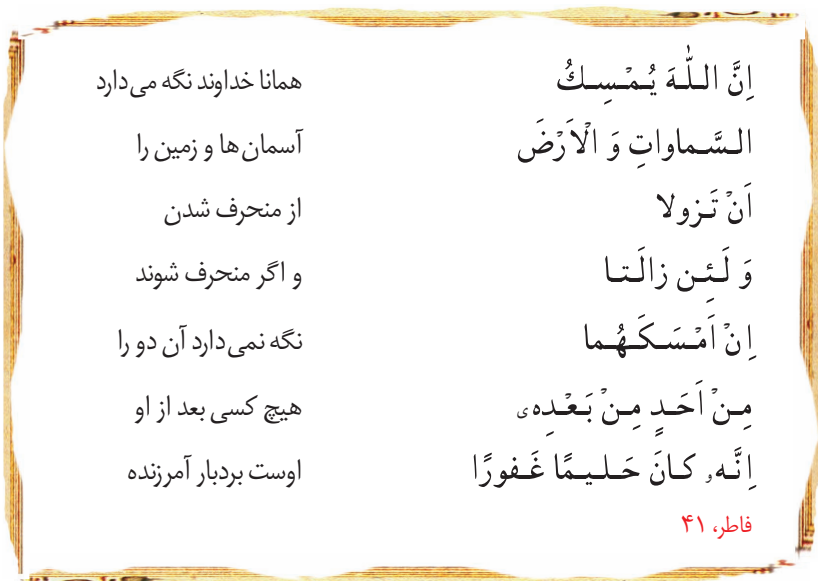 اِنَّ اللّٰهَ يُمْسِكُ همانا خداوند نگه می‌دارد
السَّماواتِ وَ الْاَرْضَ آسمان‌ها و زمین را
اَنْ تَزولا از منحرف شدن
وَ لَئِن زالَتا و اگر منحرف شوند
اِنْ اَمْسَكَهُما نگه نمی‌دارد آن دو را
مِنْ اَحَدٍ مِنْ بَعْدِهٖ هیچ کسی بعد از او
اِنَّهٗ كانَ حَليمًا غَفورًا اوست بردبار آمرزنده
فاطر، ۴۱